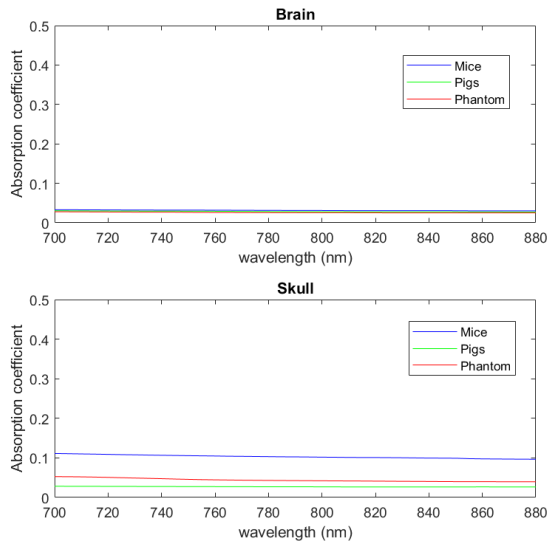 Brain
0.5
0.4
0.3
0.2
0.1
0
Absorption coefficient
Mice
Pigs
Phantom
700 720 740 760 780 800 820 840 860 880
wavelength (nm)
Skull
0.5
0.4
0.3
0.2
0.1
0
Absorption coefficient
Mice
Pigs
Phantom
700 720 740 760 780 800 820 840 860 880
wavelength (nm)